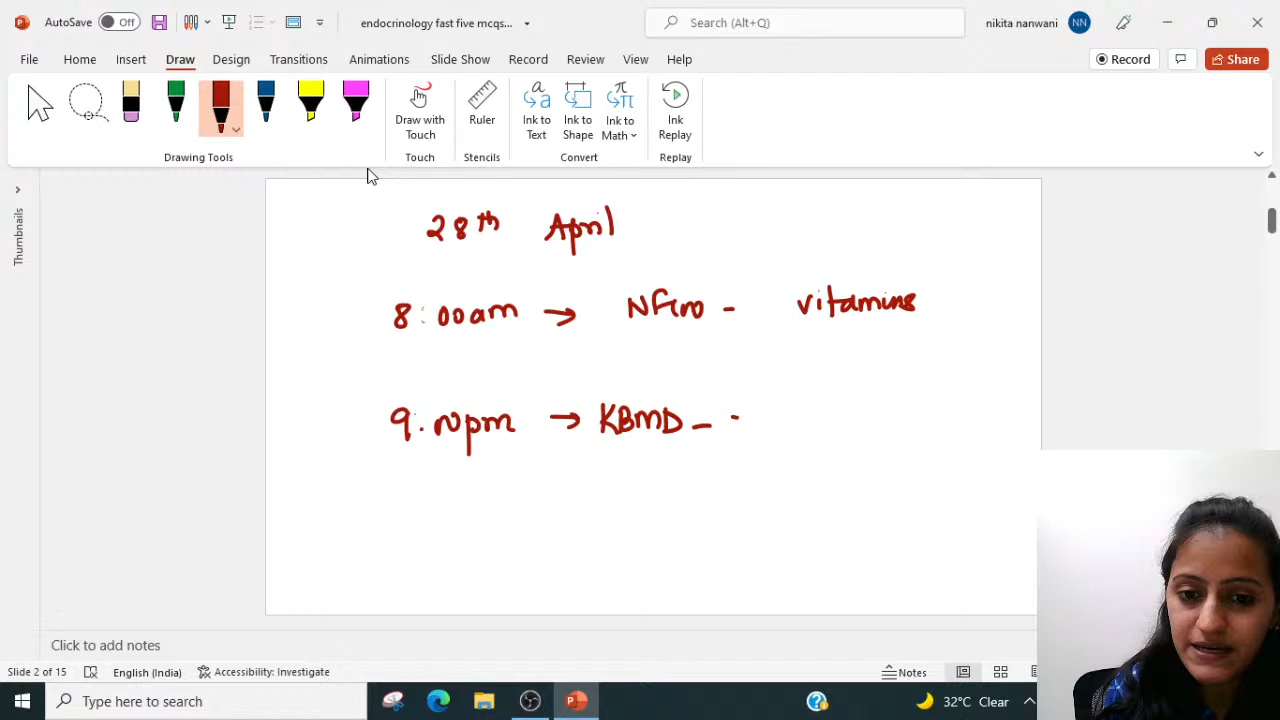 AutoSave Off endocrinology fast five mcqs... Search (Alt+Q) nikita nanwani NN
File Home Insert Draw Design Transitions Animations Slide Show Record Review View Help Record Share
Draw with Touch Ruler Ink to Text Ink to Shape Ink to Math Ink Replay
Drawing Tools Touch Stencils Convert Replay
Thumbnails
28th April
8:00am → vitamins
→ KBMD -
Click to add notes
Slide 2 of 15 English (India) Accessibility: Investigate Notes
Type here to search 32°C Clear